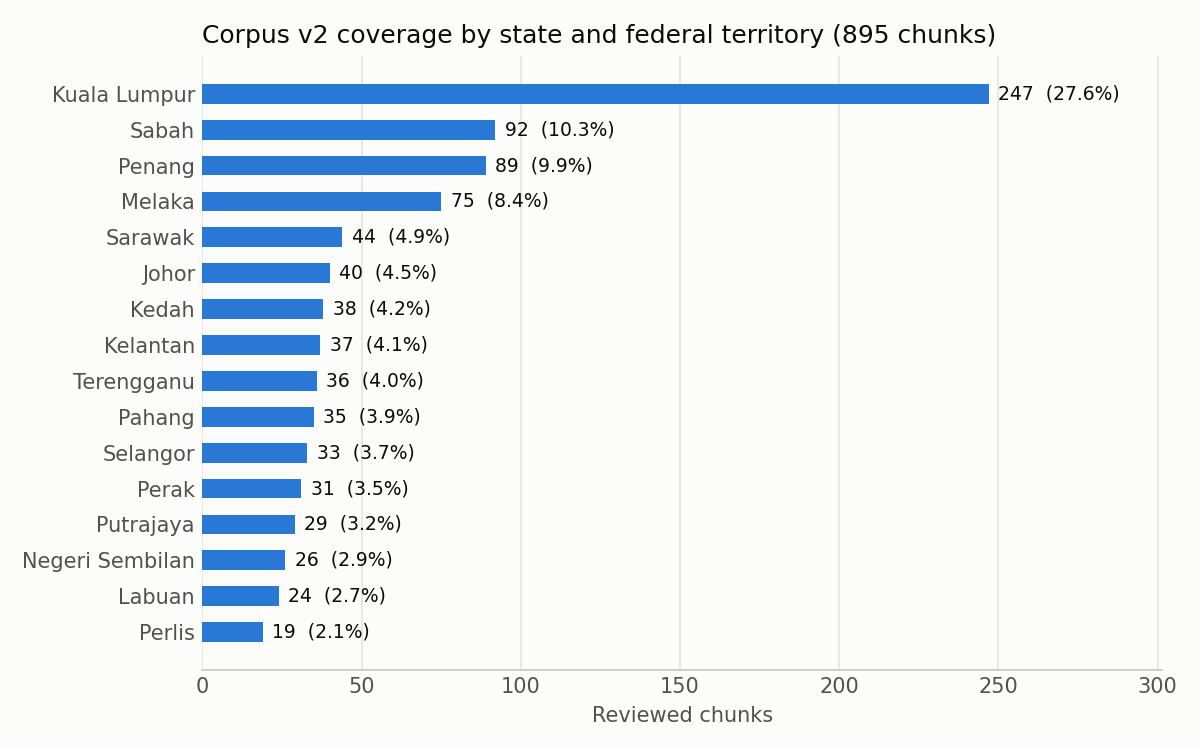 Corpus v2 coverage by state and federal territory (895 chunks)
Kuala Lumpur 247 (27.6%)
Sabah 92 (10.3%)
Penang 89 (9.9%)
Melaka 75 (8.4%)
Sarawak 44 (4.9%)
Johor 40 (4.5%)
Kedah 38 (4.2%)
Kelantan 37 (4.1%)
Terengganu 36 (4.0%)
Pahang 35 (3.9%)
Selangor 33 (3.7%)
Perak 31 (3.5%)
Putrajaya 29 (3.2%)
Negeri Sembilan 26 (2.9%)
Labuan 24 (2.7%)
Perlis 19 (2.1%)
0 50 100 150 200 250 300
Reviewed chunks